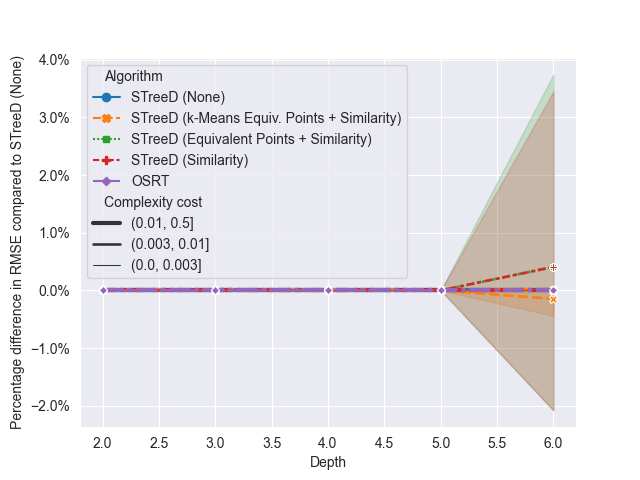 Percentage difference in RMSE compared to STreeD (None)
4.0%
3.0%
2.0%
1.0%
0.0%
−1.0%
−2.0%
Algorithm
STreeD (None)
STreeD (k-Means Equiv. Points + Similarity)
STreeD (Equivalent Points + Similarity)
STreeD (Similarity)
OSRT
Complexity cost
(0.01, 0.5]
(0.003, 0.01]
(0.0, 0.003]
2.0 2.5 3.0 3.5 4.0 4.5 5.0 5.5 6.0
Depth